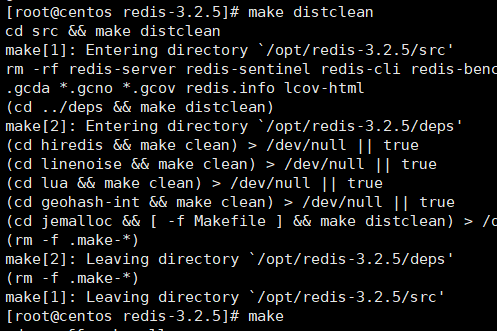 [root@centos redis-3.2.5]# make distclean
cd src && make distclean
make[1]: Entering directory `/opt/redis-3.2.5/src'
rm -rf redis-server redis-sentinel redis-cli redis-benc
.gcda *.gcno *.gcov redis.info lcov-html
(cd ../deps && make distclean)
make[2]: Entering directory `/opt/redis-3.2.5/deps'
(cd hiredis && make clean) > /dev/null || true
(cd linenoise && make clean) > /dev/null || true
(cd lua && make clean) > /dev/null || true
(cd geohash-int && make clean) > /dev/null || true
(cd jemalloc && [ -f Makefile ] && make distclean) > /d
(rm -f .make-*)
make[2]: Leaving directory `/opt/redis-3.2.5/deps'
(rm -f .make-*)
make[1]: Leaving directory `/opt/redis-3.2.5/src'
[root@centos redis-3.2.5]# make